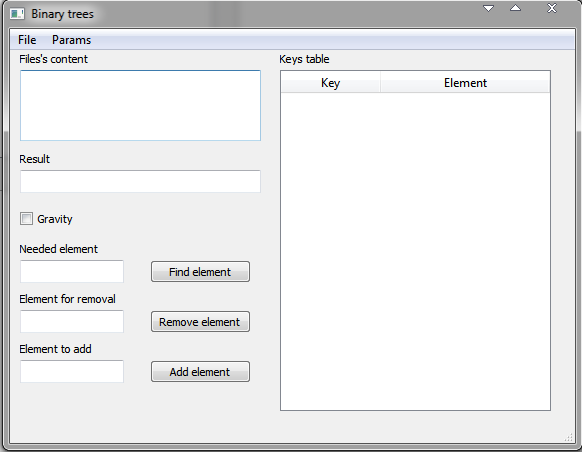 Binary trees
File Params
Files's content
Keys table
Key Element
Result
Gravity
Needed element
Find element
Element for removal
Remove element
Element to add
Add element